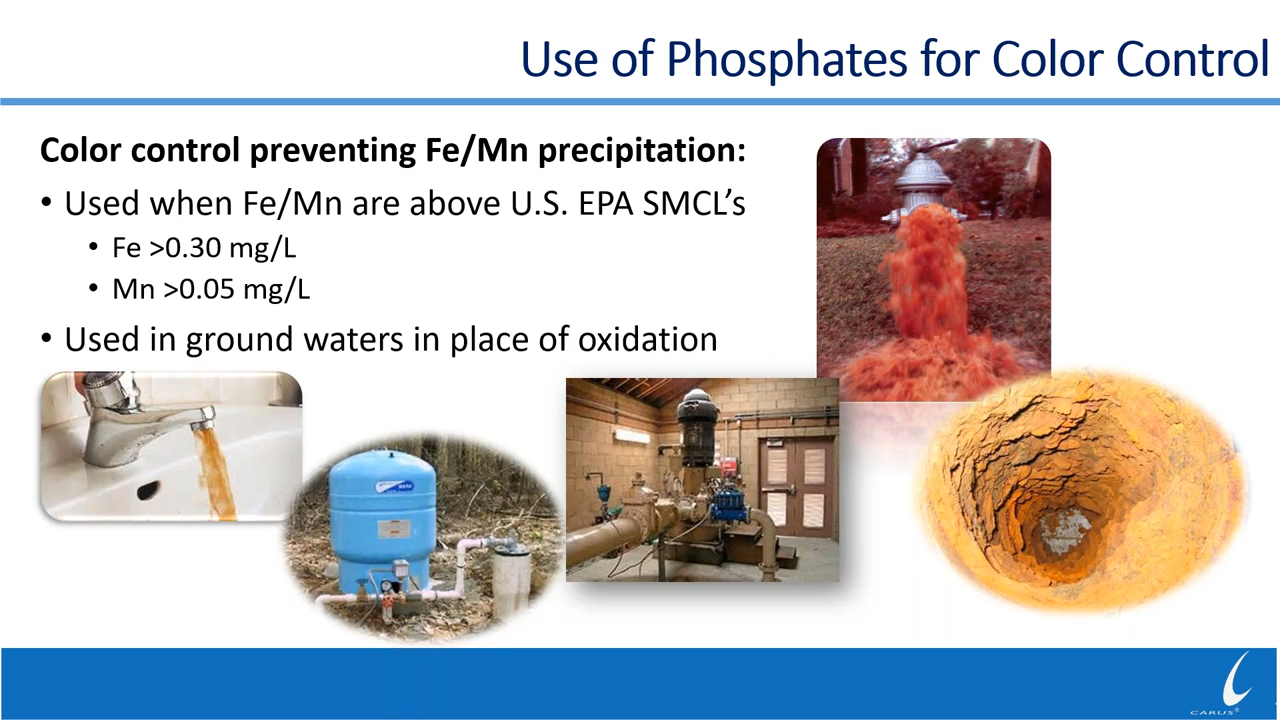 Use of Phosphates for Color Control
Color control preventing Fe/Mn precipitation:
• Used when Fe/Mn are above U.S. EPA SMCL’s
• Fe >0.30 mg/L
• Mn >0.05 mg/L
• Used in ground waters in place of oxidation
CARUS®